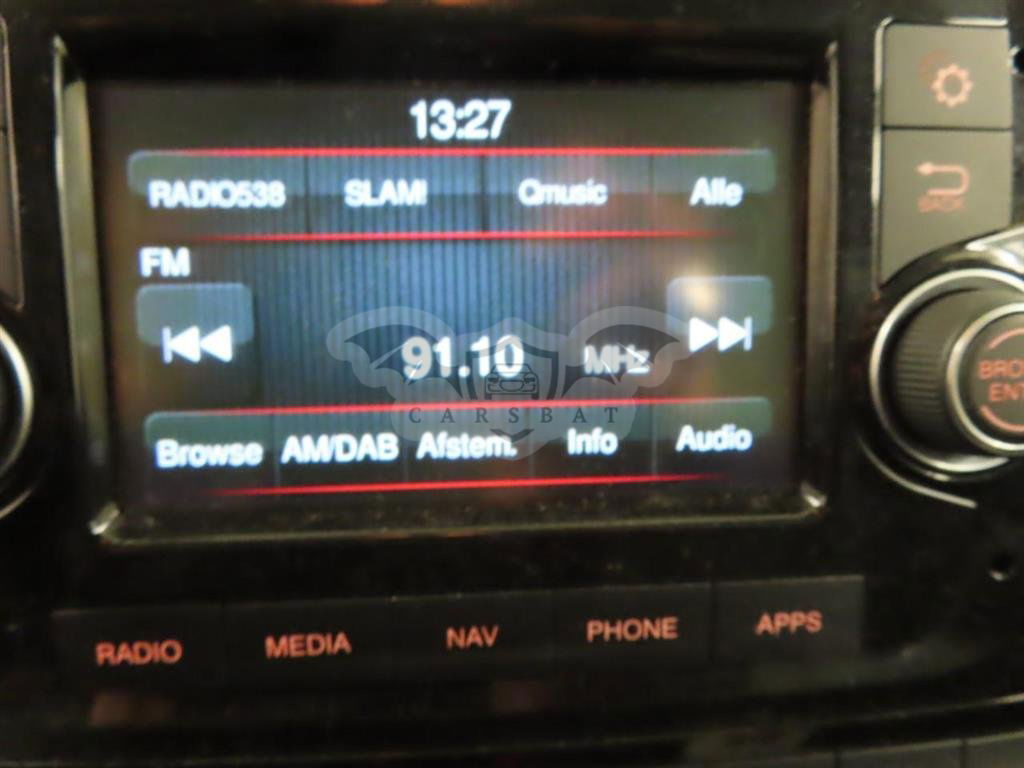 13:27
RADIO538 SLAM! Qmusic Alle
FM
91.10 MHz
CARSBAT
Browse AM/DAB Afstem. Info Audio
BACK
RADIO MEDIA NAV PHONE APPS